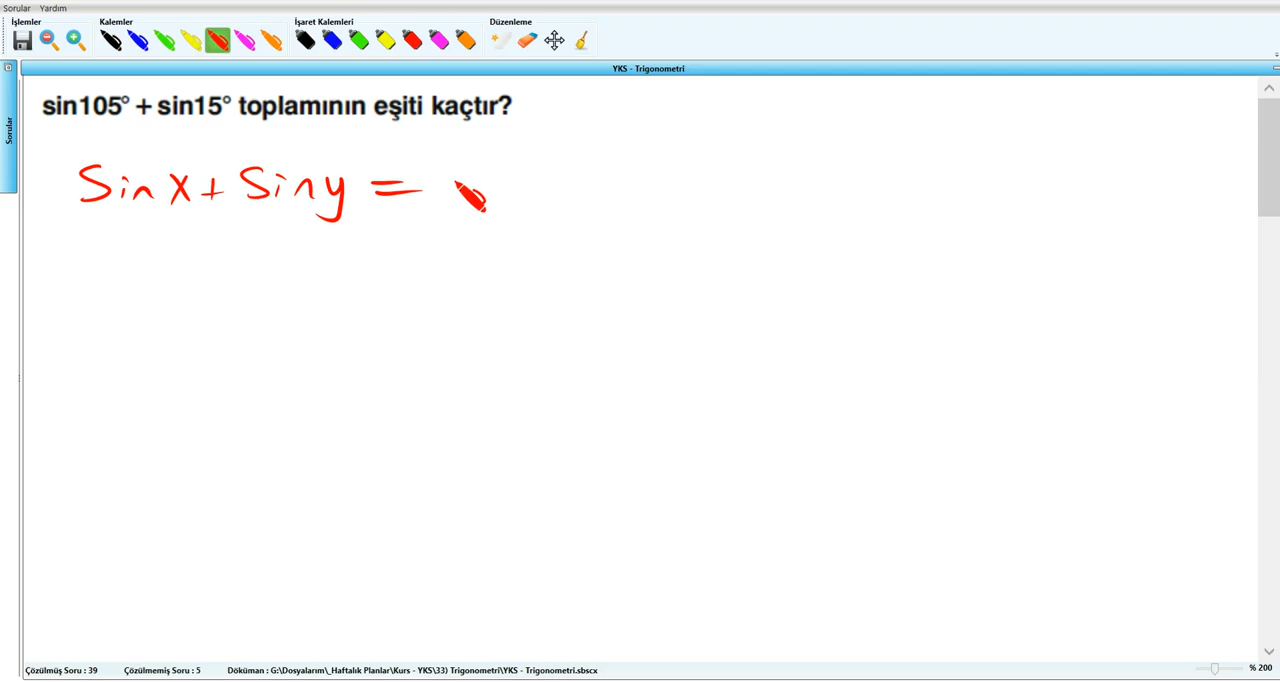 Sorular Yardım
İşlemler Kalemler İşaret Kalemleri Düzenleme
YKS - Trigonometri
Sorular
sin105° + sin15° toplamının eşiti kaçtır?
Sinx + Siny =
Çözülmüş Soru : 39 Çözülmemiş Soru : 5 Döküman : G:\Dosyalarım\_Haftalık Planlar\Kurs - YKS\33) Trigonometri\YKS - Trigonometri.sbscx % 200